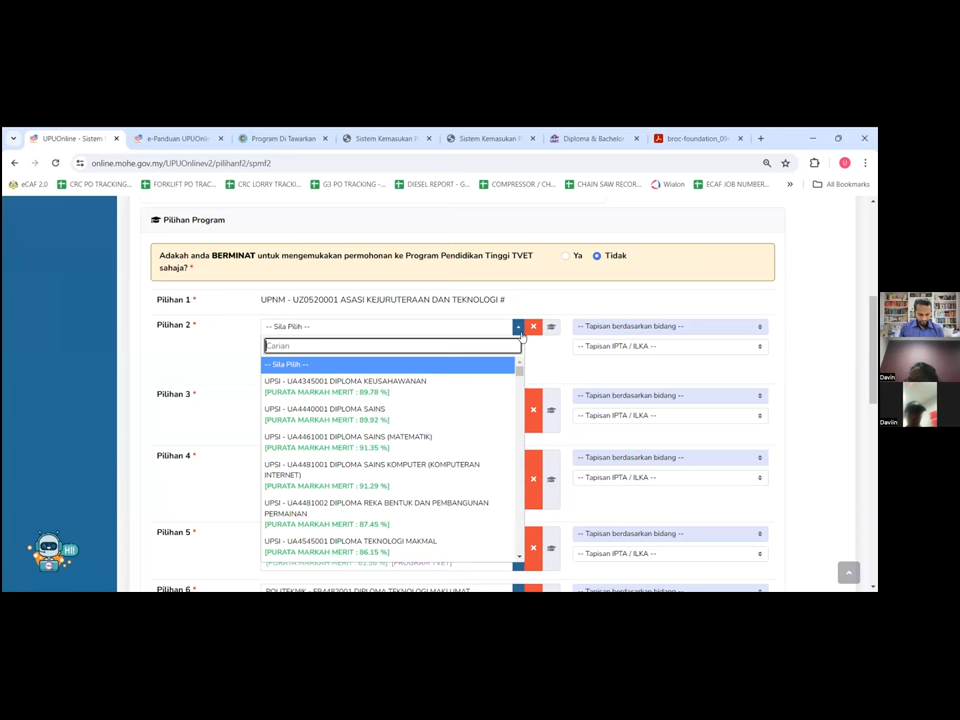 UPUOnline - Sistem
e-Panduan UPUOnlin
Program Di Tawarkan
Sistem Kemasukan P
Sistem Kemasukan P
Diploma & Bachelor
broc-foundation_09
online.mohe.gov.my/UPUOnlinev2/pilihanf2/spmf2
U
eCAF 2.0
CRC PO TRACKING...
FORKLIFT PO TRAC...
CRC LORRY TRACKI...
G3 PO TRACKING -...
DIESEL REPORT - G...
COMPRESSOR / CH...
CHAIN SAW RECOR...
Wialon
ECAF JOB NUMBER...
All Bookmarks
Pilihan Program
Adakah anda BERMINAT untuk mengemukakan permohonan ke Program Pendidikan Tinggi TVET
sahaja? *
Ya
Tidak
Pilihan 1 *
UPNM - UZ0520001 ASASI KEJURUTERAAN DAN TEKNOLOGI #
Pilihan 2 *
-- Sila Pilih --
-- Tapisan berdasarkan bidang --
Carian
-- Tapisan IPTA / ILKA --
-- Sila Pilih --
UPSI - UA4345001 DIPLOMA KEUSAHAWANAN
[PURATA MARKAH MERIT : 89.78 %]
Pilihan 3 *
-- Tapisan berdasarkan bidang --
UPSI - UA4440001 DIPLOMA SAINS
[PURATA MARKAH MERIT : 89.92 %]
-- Tapisan IPTA / ILKA --
UPSI - UA4461001 DIPLOMA SAINS (MATEMATIK)
[PURATA MARKAH MERIT : 91.35 %]
Pilihan 4 *
-- Tapisan berdasarkan bidang --
UPSI - UA4481001 DIPLOMA SAINS KOMPUTER (KOMPUTERAN
INTERNET)
-- Tapisan IPTA / ILKA --
[PURATA MARKAH MERIT : 91.29 %]
UPSI - UA4481002 DIPLOMA REKA BENTUK DAN PEMBANGUNAN
PERMAINAN
[PURATA MARKAH MERIT : 87.45 %]
Pilihan 5 *
-- Tapisan berdasarkan bidang --
UPSI - UA4545001 DIPLOMA TEKNOLOGI MAKMAL
[PURATA MARKAH MERIT : 86.15 %]
-- Tapisan IPTA / ILKA --
[PROGRAM TVET]
Pilihan 6 *
-- Tapisan berdasarkan bidang --
HI!
Davin
Daviin